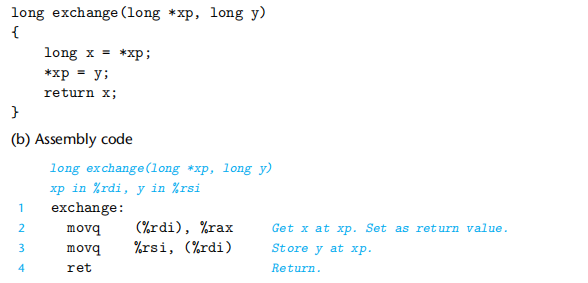 long exchange(long *xp, long y)
{
long x = *xp;
*xp = y;
return x;
}
(b) Assembly code
long exchange(long *xp, long y)
xp in %rdi, y in %rsi
1 exchange:
2 movq (%rdi), %rax Get x at xp. Set as return value.
3 movq %rsi, (%rdi) Store y at xp.
4 ret Return.